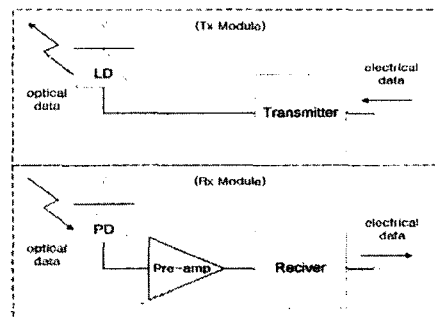 (Tx Module)
LD
optical
data
Transmitter
electrical
data
(Rx Module)
PD
optical
data
Pre-amp
Reciver
electrical
data